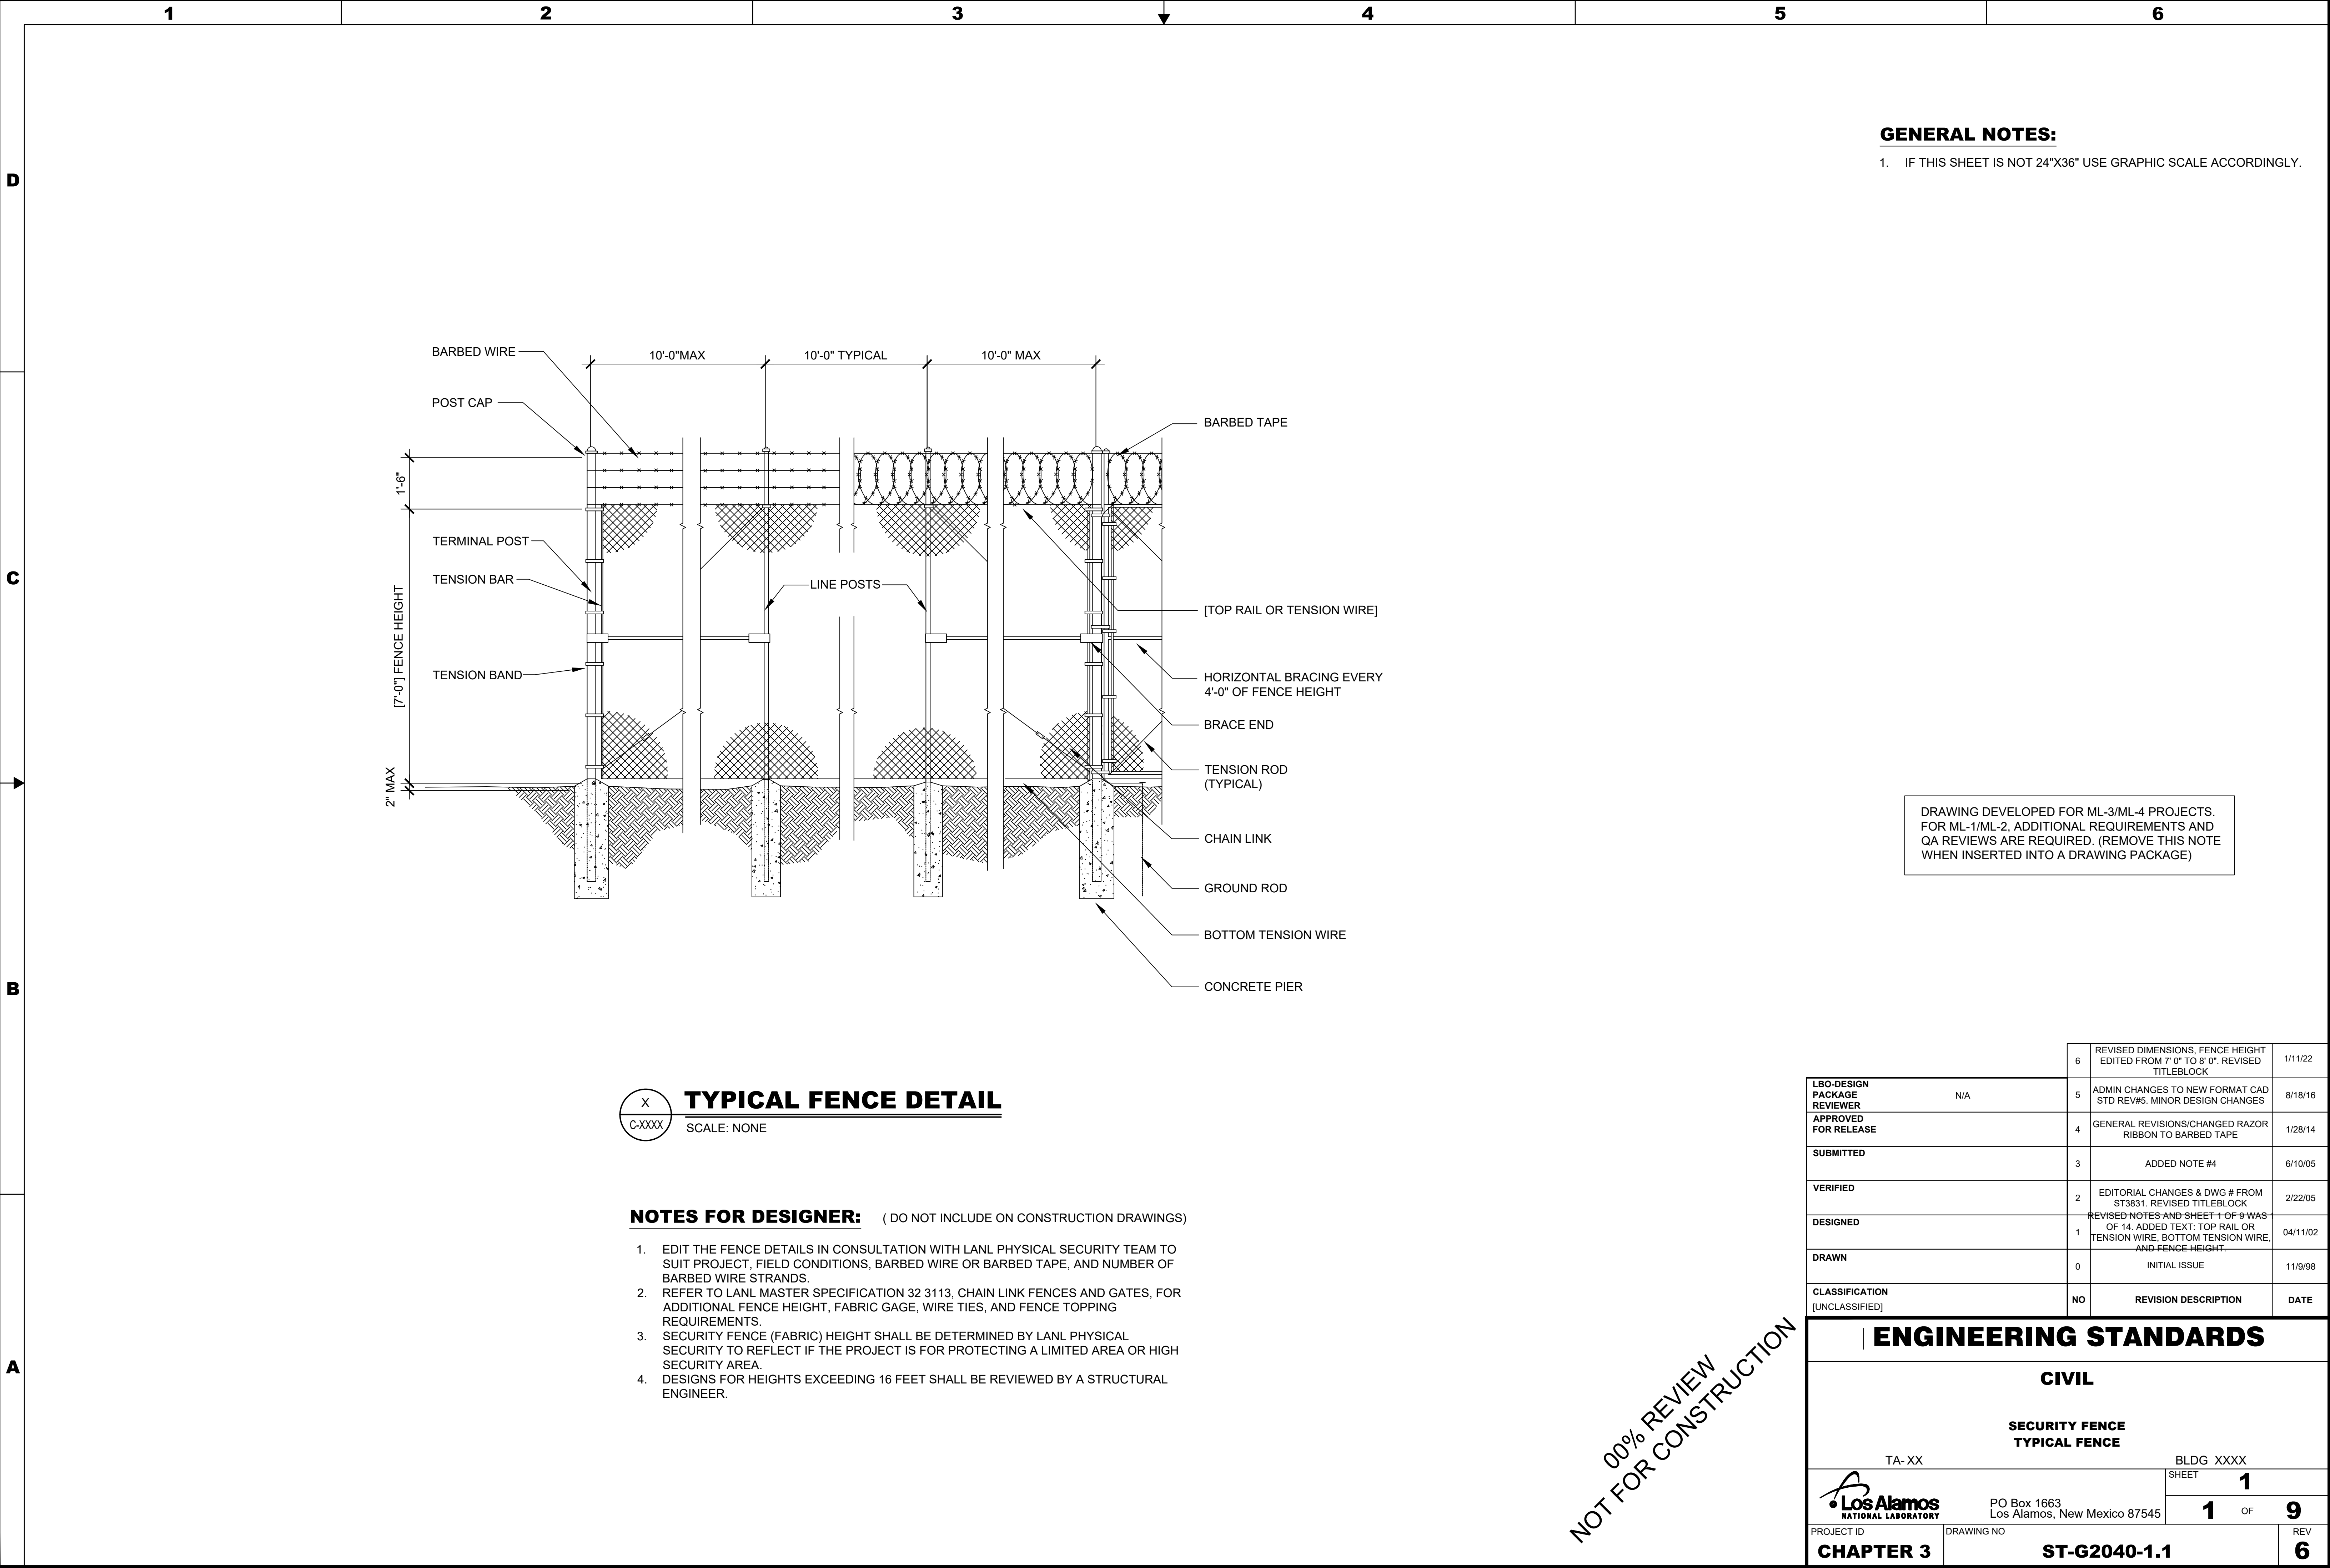 1 2 3 4 5 6
D
C
B
A
GENERAL NOTES:
1. IF THIS SHEET IS NOT 24"X36" USE GRAPHIC SCALE ACCORDINGLY.
BARBED WIRE
10'-0"MAX
10'-0" TYPICAL
10'-0" MAX
POST CAP
BARBED TAPE
1'-6"
TERMINAL POST
TENSION BAR
LINE POSTS
[TOP RAIL OR TENSION WIRE]
[7'-0"] FENCE HEIGHT
TENSION BAND
HORIZONTAL BRACING EVERY
4'-0" OF FENCE HEIGHT
BRACE END
TENSION ROD
(TYPICAL)
2" MAX
CHAIN LINK
GROUND ROD
BOTTOM TENSION WIRE
CONCRETE PIER
DRAWING DEVELOPED FOR ML-3/ML-4 PROJECTS.
FOR ML-1/ML-2, ADDITIONAL REQUIREMENTS AND
QA REVIEWS ARE REQUIRED. (REMOVE THIS NOTE
WHEN INSERTED INTO A DRAWING PACKAGE)
X
C-XXXX
TYPICAL FENCE DETAIL
SCALE: NONE
NOTES FOR DESIGNER: ( DO NOT INCLUDE ON CONSTRUCTION DRAWINGS)
1. EDIT THE FENCE DETAILS IN CONSULTATION WITH LANL PHYSICAL SECURITY TEAM TO
SUIT PROJECT, FIELD CONDITIONS, BARBED WIRE OR BARBED TAPE, AND NUMBER OF
BARBED WIRE STRANDS.
2. REFER TO LANL MASTER SPECIFICATION 32 3113, CHAIN LINK FENCES AND GATES, FOR
ADDITIONAL FENCE HEIGHT, FABRIC GAGE, WIRE TIES, AND FENCE TOPPING
REQUIREMENTS.
3. SECURITY FENCE (FABRIC) HEIGHT SHALL BE DETERMINED BY LANL PHYSICAL
SECURITY TO REFLECT IF THE PROJECT IS FOR PROTECTING A LIMITED AREA OR HIGH
SECURITY AREA.
4. DESIGNS FOR HEIGHTS EXCEEDING 16 FEET SHALL BE REVIEWED BY A STRUCTURAL
ENGINEER.
00% REVIEW
NOT FOR CONSTRUCTION
6 REVISED DIMENSIONS, FENCE HEIGHT
EDITED FROM 7' 0" TO 8' 0". REVISED
TITLEBLOCK
1/11/22
LBO-DESIGN
PACKAGE
REVIEWER
N/A
5 ADMIN CHANGES TO NEW FORMAT CAD
STD REV#5. MINOR DESIGN CHANGES
8/18/16
APPROVED
FOR RELEASE
4 GENERAL REVISIONS/CHANGED RAZOR
RIBBON TO BARBED TAPE
1/28/14
SUBMITTED
3 ADDED NOTE #4 6/10/05
VERIFIED
2 EDITORIAL CHANGES & DWG # FROM
ST3831. REVISED TITLEBLOCK
2/22/05
DESIGNED
1 REVISED NOTES AND SHEET 1 OF 9 WAS 1
OF 14. ADDED TEXT: TOP RAIL OR
TENSION WIRE, BOTTOM TENSION WIRE,
AND FENCE HEIGHT.
04/11/02
DRAWN
0 INITIAL ISSUE 11/9/98
CLASSIFICATION
[UNCLASSIFIED]
NO REVISION DESCRIPTION DATE
ENGINEERING STANDARDS
CIVIL
SECURITY FENCE
TYPICAL FENCE
TA- XX BLDG XXXX
Los Alamos
NATIONAL LABORATORY
PO Box 1663
Los Alamos, New Mexico 87545
SHEET
1
1 OF 9
PROJECT ID
CHAPTER 3
DRAWING NO
ST-G2040-1.1
REV
6